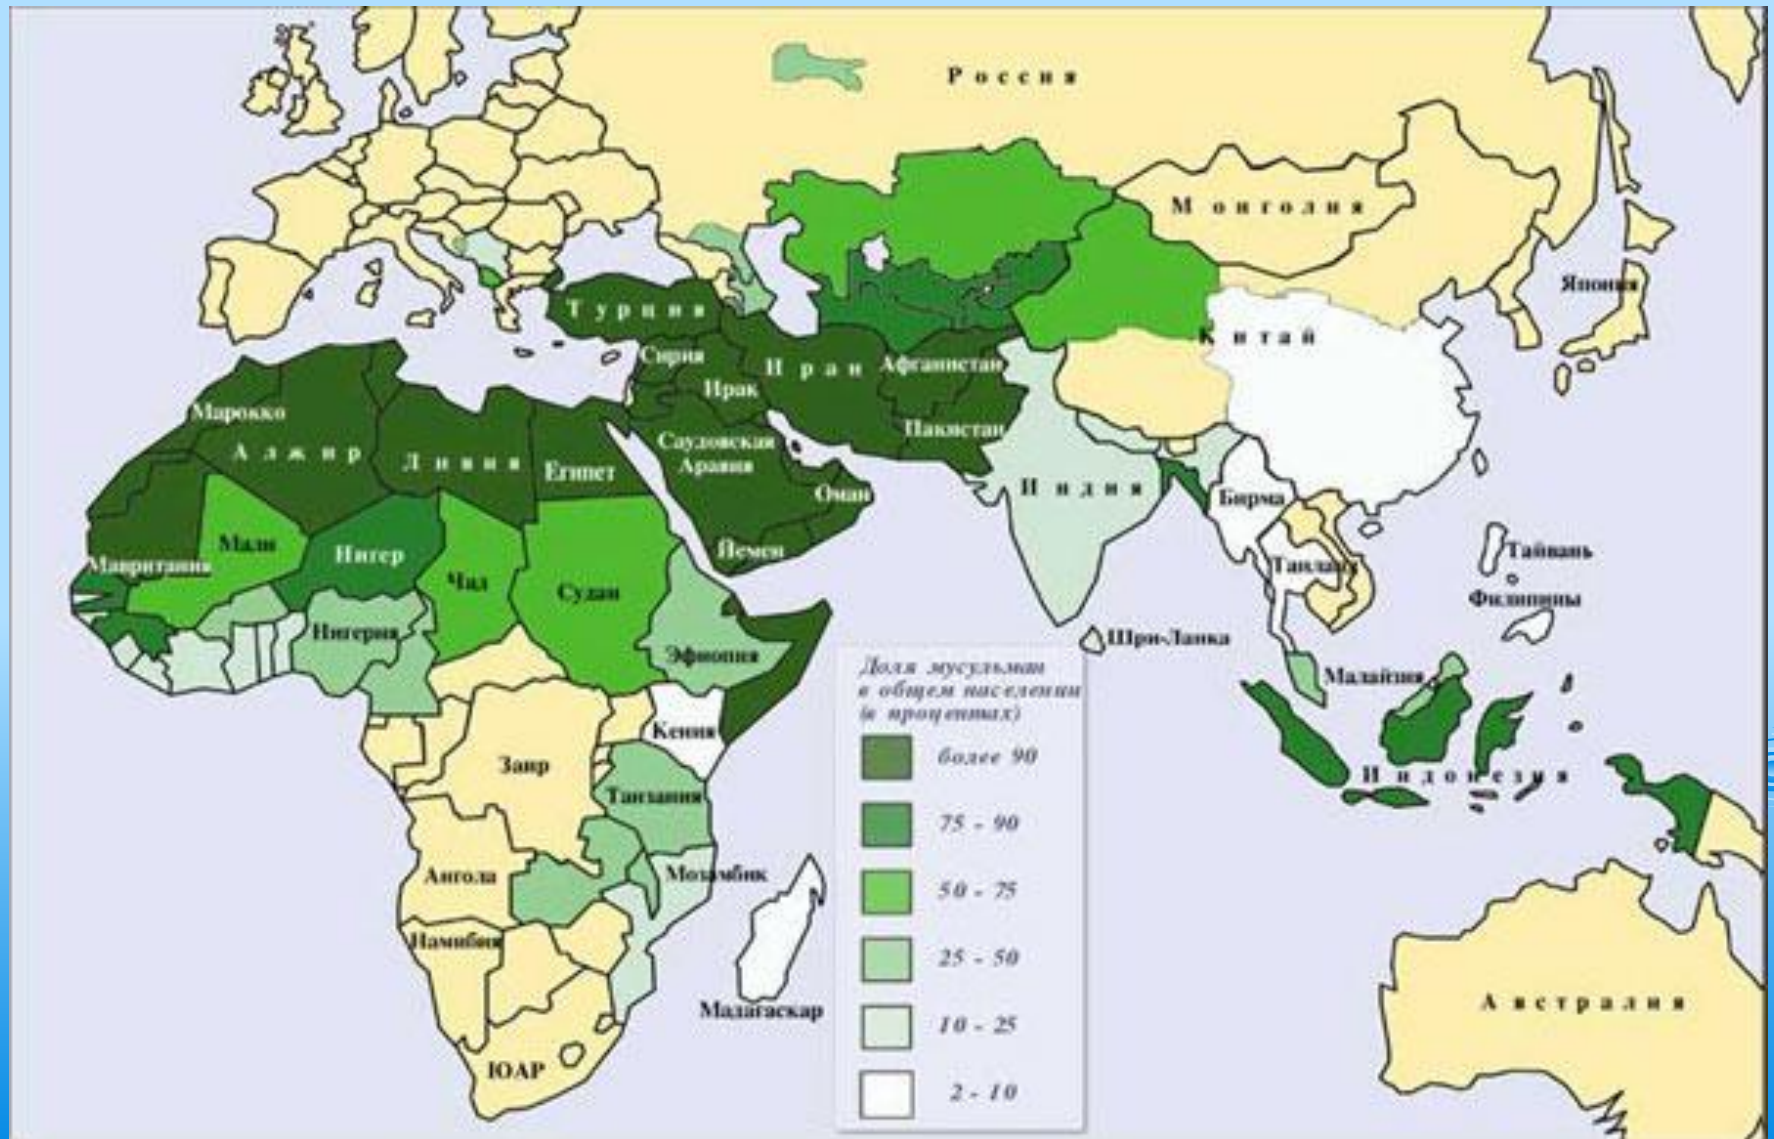 Россия
Монголия
Япония
Китай
Турция
Сирия
Иран
Афганистан
Ирак
Марокко
Алжир
Ливия
Египет
Саудовская
Аравия
Пакистан
Оман
Индия
Бирма
Йемен
Мали
Мавритания
Нигер
Чад
Судан
Тайланд
Тайвань
Филипины
Нигерия
Эфиопия
Шри-Ланка
Малайзия
Кения
Заир
Танзания
Индонезия
Ангола
Мозамбик
Намибия
Мадагаскар
ЮАР
Австралия
Доля мусульман
в общем населении
(в процентах)
более 90
75 - 90
50 - 75
25 - 50
10 - 25
2 - 10